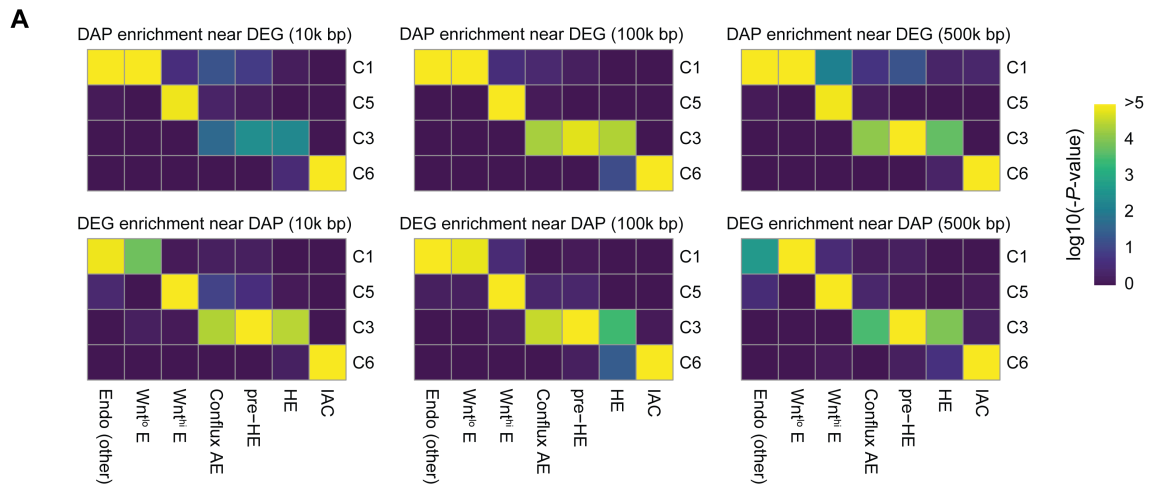 A
DAP enrichment near DEG (10k bp)
DAP enrichment near DEG (100k bp)
DAP enrichment near DEG (500k bp)
C1
C5
C3
C6
C1
C5
C3
C6
C1
C5
C3
C6
DEG enrichment near DAP (10k bp)
DEG enrichment near DAP (100k bp)
DEG enrichment near DAP (500k bp)
C1
C5
C3
C6
C1
C5
C3
C6
C1
C5
C3
C6
Endo (other)
Wntˡᵒ E
Wntʰⁱ E
Conflux AE
pre−HE
HE
IAC
Endo (other)
Wntˡᵒ E
Wntʰⁱ E
Conflux AE
pre−HE
HE
IAC
Endo (other)
Wntˡᵒ E
Wntʰⁱ E
Conflux AE
pre−HE
HE
IAC
log10(-P-value)
>5
4
3
2
1
0